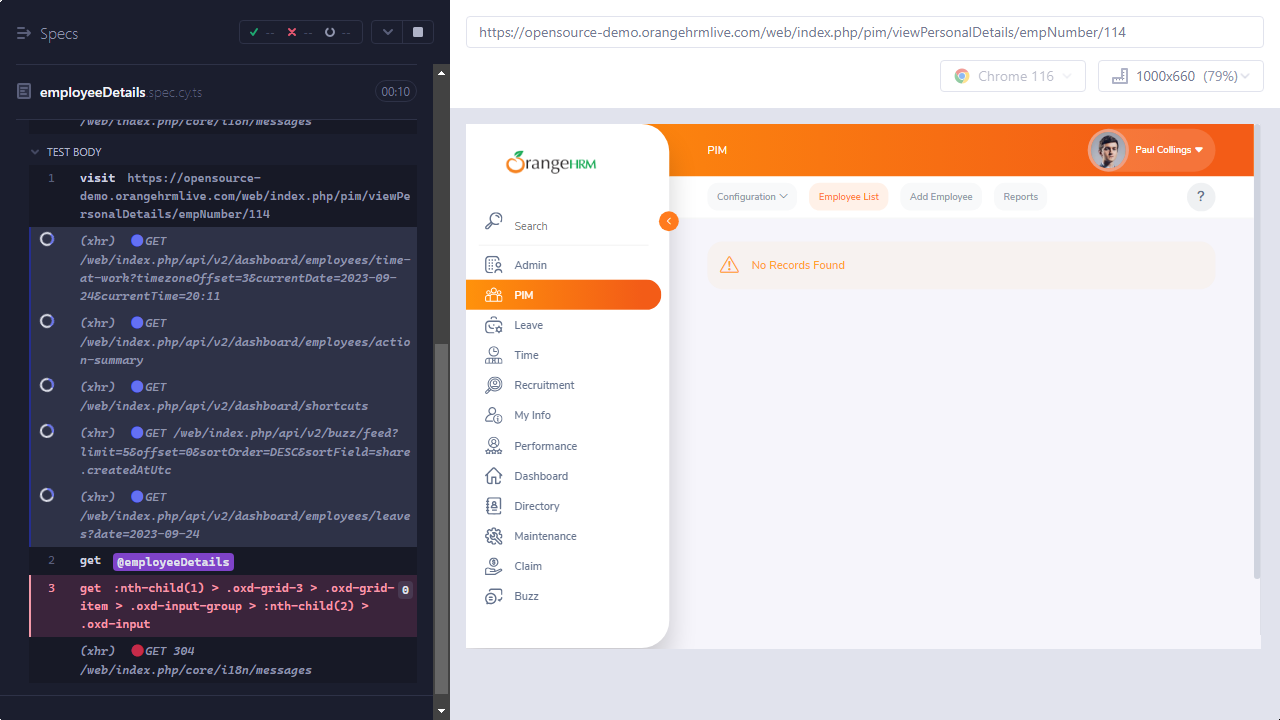 Specs
-- -- --
employeeDetails.spec.cy.ts
00:10
/web/index.php/core/i18n/messages
TEST BODY
1 visit https://opensource-
demo.orangehrmlive.com/web/index.php/pim/viewPe
rsonalDetails/empNumber/114
(xhr) GET
/web/index.php/api/v2/dashboard/employees/time-
at-work?timezoneOffset=3&currentDate=2023-09-
24&currentTime=20:11
(xhr) GET
/web/index.php/api/v2/dashboard/employees/actio
n-summary
(xhr) GET
/web/index.php/api/v2/dashboard/shortcuts
(xhr) GET /web/index.php/api/v2/buzz/feed?
limit=5&offset=0&sortOrder=DESC&sortField=share
.createdAtUtc
(xhr) GET
/web/index.php/api/v2/dashboard/employees/leave
s?date=2023-09-24
2 get @employeeDetails
3 get :nth-child(1) > .oxd-grid-3 > .oxd-grid- 0
item > .oxd-input-group > :nth-child(2) >
.oxd-input
(xhr) GET 304
/web/index.php/core/i18n/messages
https://opensource-demo.orangehrmlive.com/web/index.php/pim/viewPersonalDetails/empNumber/114
Chrome 116
1000x660 (79%)
OrangeHRM
Search
Admin
PIM
Leave
Time
Recruitment
My Info
Performance
Dashboard
Directory
Maintenance
Claim
Buzz
PIM
Paul Collings
Configuration
Employee List
Add Employee
Reports
?
No Records Found